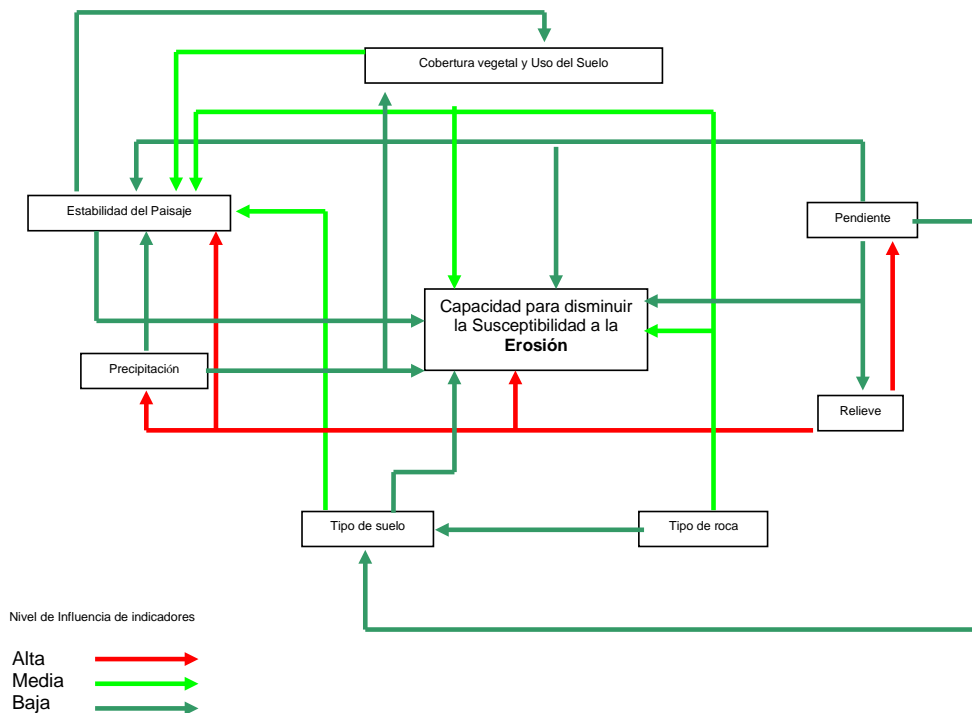 Cobertura vegetal y Uso del Suelo
Estabilidad del Paisaje
Pendiente
Capacidad para disminuir
la Susceptibilidad a la
Erosión
Precipitación
Relieve
Tipo de suelo
Tipo de roca
Nivel de Influencia de indicadores
Alta
Media
Baja